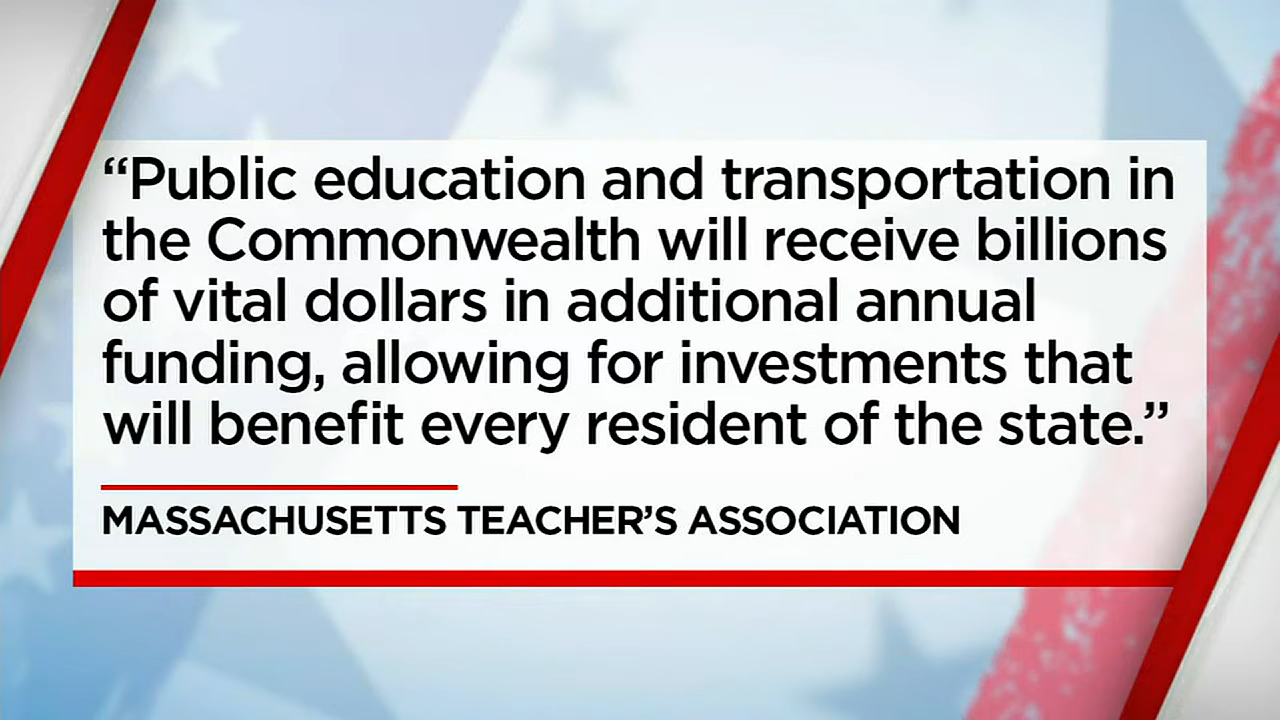 “Public education and transportation in
the Commonwealth will receive billions
of vital dollars in additional annual
funding, allowing for investments that
will benefit every resident of the state.”
MASSACHUSETTS TEACHER’S ASSOCIATION